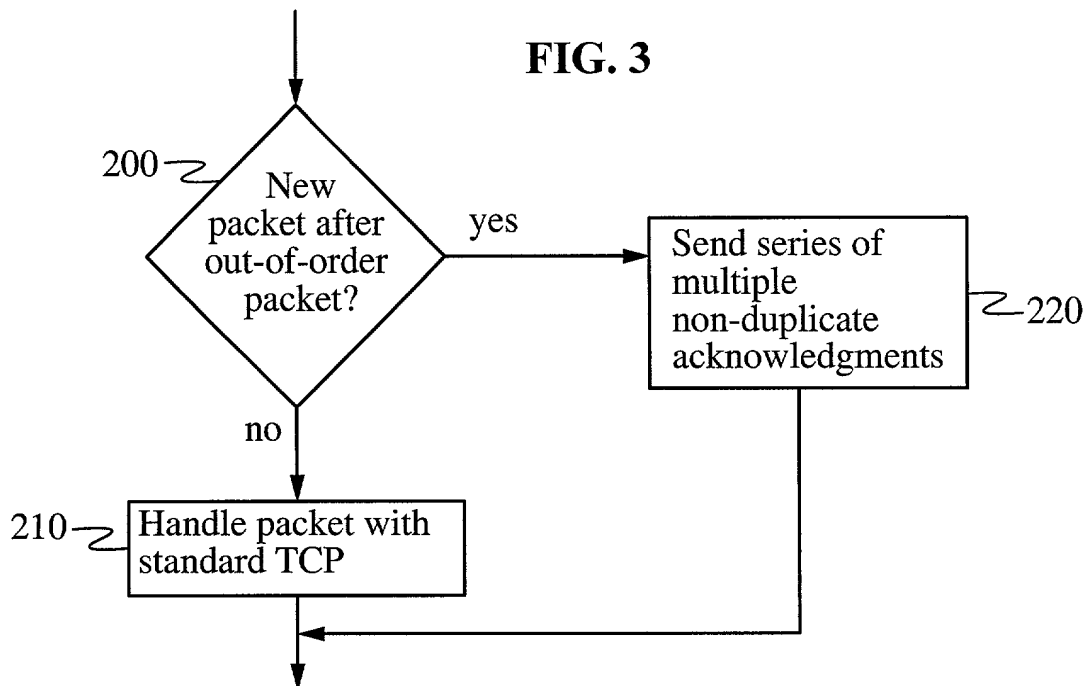 FIG. 3
200
New
packet after
out-of-order
packet?
yes
Send series of
multiple
non-duplicate
acknowledgments
220
no
210
Handle packet with
standard TCP